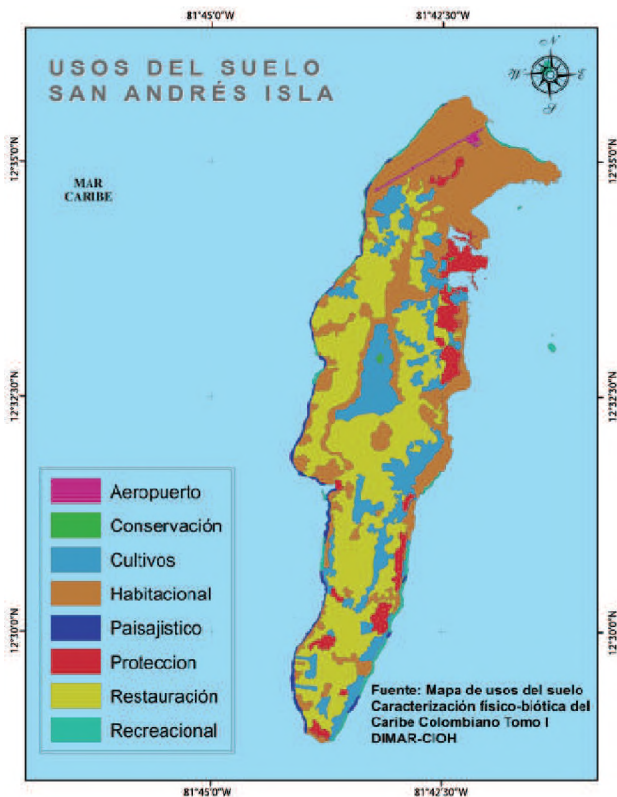 81°45'0"W
81°42'30"W
USOS DEL SUELO
SAN ANDRÉS ISLA
N
W E
S
12°35'0"N
12°35'0"N
MAR
CARIBE
12°32'30"N
12°32'30"N
Aeropuerto
Conservación
Cultivos
Habitacional
Paisajístico
Proteccion
Restauración
Recreacional
12°30'0"N
12°30'0"N
Fuente: Mapa de usos del suelo
Caracterización físico-biótica del
Caribe Colombiano Tomo I
DIMAR-CIOH
81°45'0"W
81°42'30"W